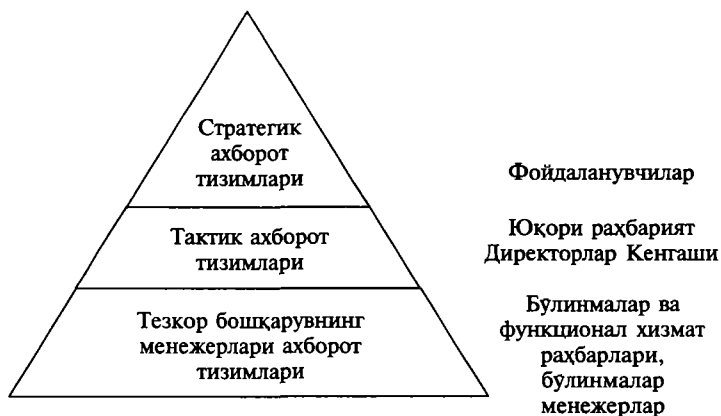 Стратегик
ахборот
тизимлари
Фойдаланувчилар
Тактик ахборот
тизимлари
Юқори раҳбарият
Директорлар Кенгаши
Тезкор бошқарувнинг
менежерлари ахборот
тизимлари
Бўлинмалар ва
функционал хизмат
раҳбарлари,
бўлинмалар
менежерлар